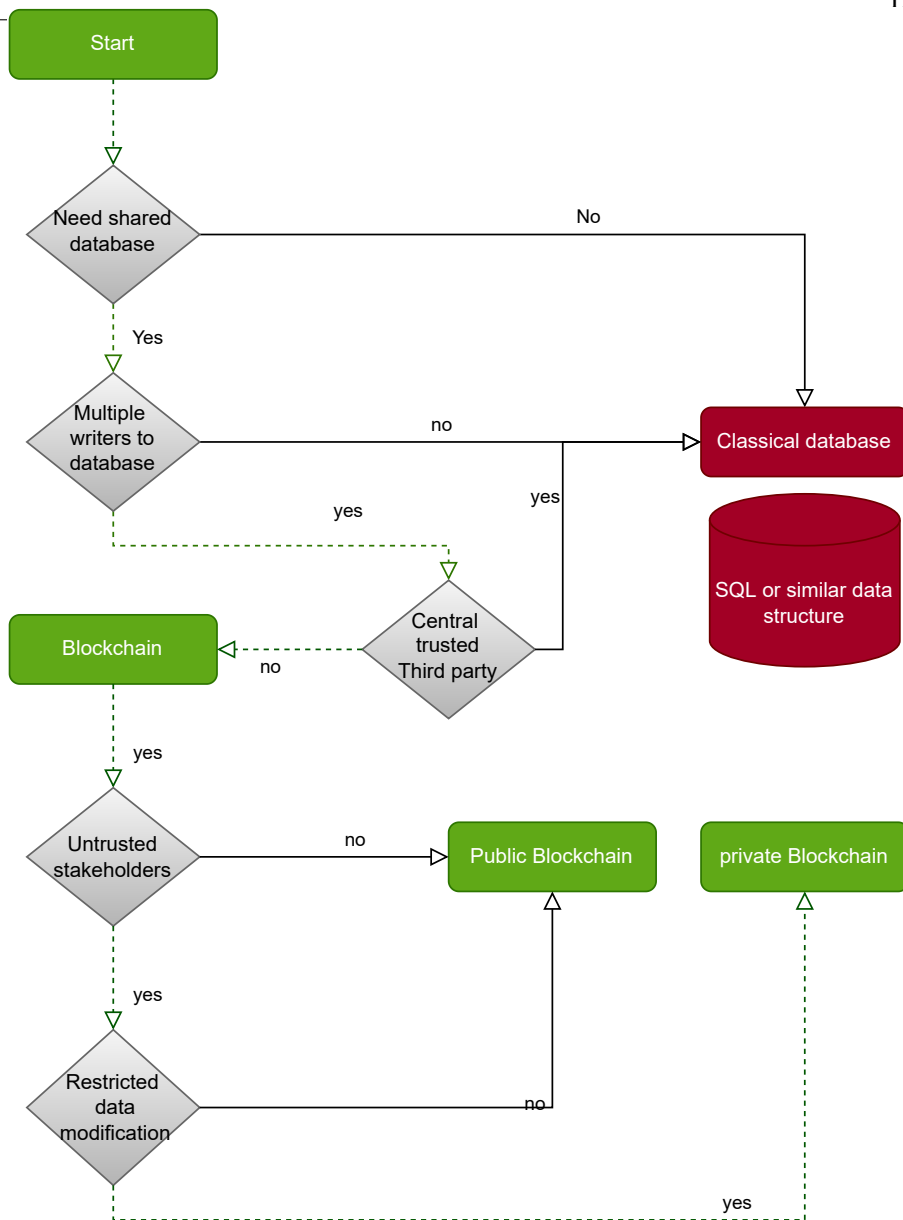 Start
Need shared
database
No
Yes
Multiple
writers to
database
no
Classical database
yes
yes
SQL or similar data
structure
Central
trusted
Third party
Blockchain
no
yes
Untrusted
stakeholders
no
Public Blockchain
private Blockchain
yes
Restricted
data
modification
no
yes